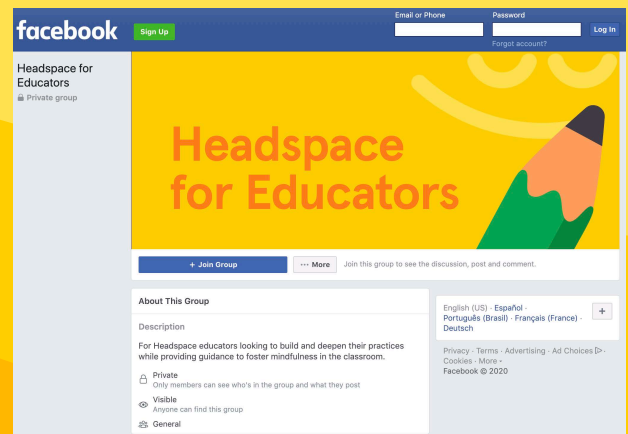 facebook
Sign Up
Email or Phone
Password
Forgot account?
Log In
Headspace for
Educators
Private group
Headspace
for Educators
+ Join Group
••• More
Join this group to see the discussion, post and comment.
About This Group
Description
For Headspace educators looking to build and deepen their practices
while providing guidance to foster mindfulness in the classroom.
Private
Only members can see who's in the group and what they post
Visible
Anyone can find this group
General
English (US) · Español ·
Português (Brasil) · Français (France) ·
Deutsch
+
Privacy · Terms · Advertising · Ad Choices ·
Cookies · More
Facebook © 2020